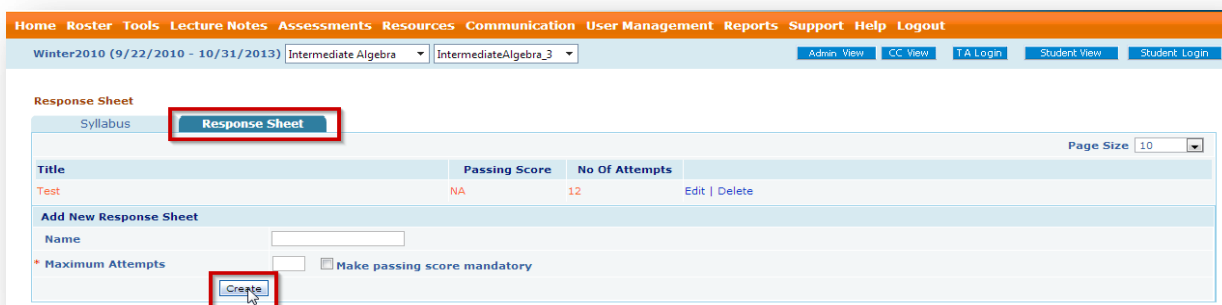 Home Roster Tools Lecture Notes Assessments Resources Communication User Management Reports Support Help Logout
Winter2010 (9/22/2010 - 10/31/2013) Intermediate Algebra IntermediateAlgebra_3 Admin View CC View TA Login Student View Student Login
Response Sheet
Syllabus Response Sheet
Page Size 10
Title Passing Score No Of Attempts
Test NA 12 Edit | Delete
Add New Response Sheet
Name
* Maximum Attempts Make passing score mandatory
Create